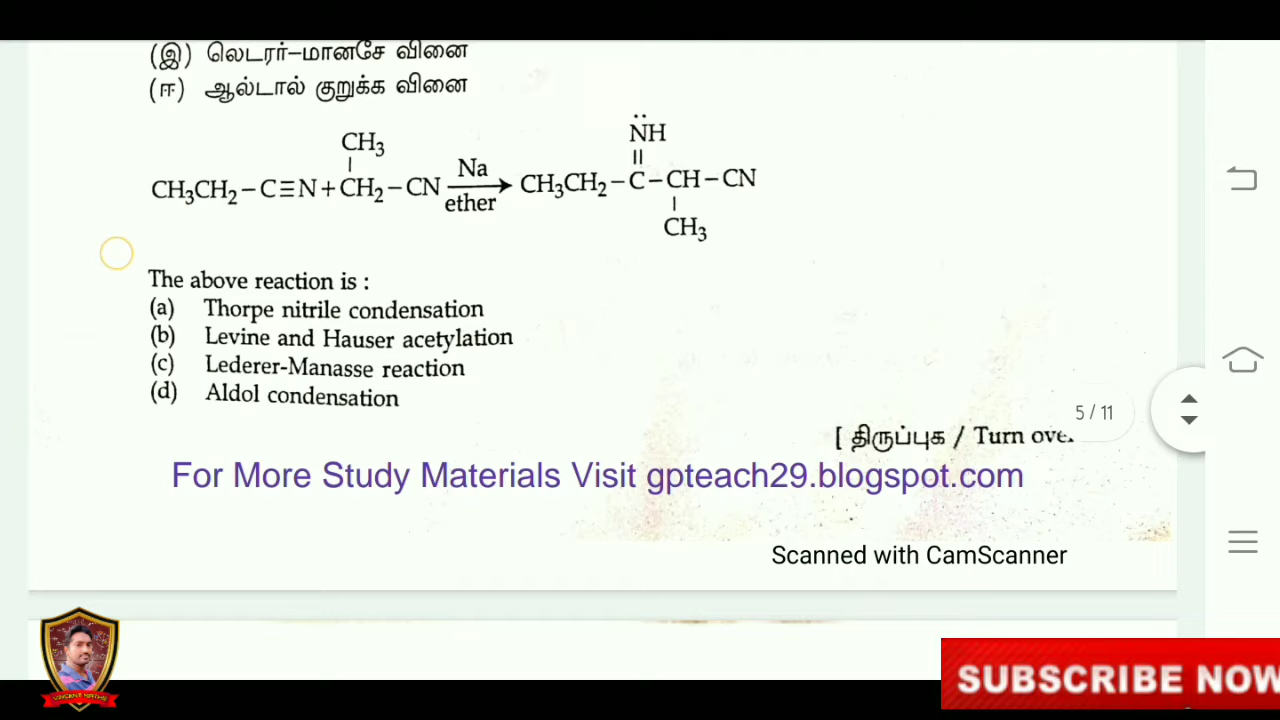 (இ) லெடரர்–மானசே வினை
(ஈ) ஆல்டால் குறுக்க வினை
N̈H
CH3
||
|
CH3CH2–C≡N+CH2–CN Na ether → CH3CH2–C–CH–CN
|
CH3
The above reaction is :
(a) Thorpe nitrile condensation
(b) Levine and Hauser acetylation
(c) Lederer-Manasse reaction
(d) Aldol condensation
5 / 11
[ திருப்புக / Turn over
For More Study Materials Visit gpteach29.blogspot.com
Scanned with CamScanner
SUBSCRIBE NOW